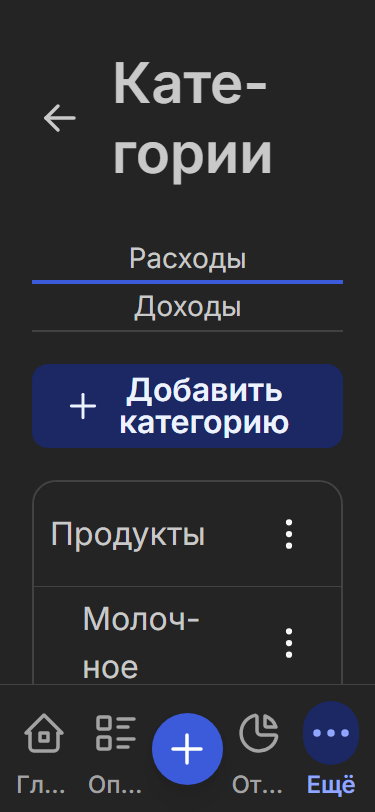 Кате-
гории
Расходы
Доходы
Добавить
категорию
Продукты
Молоч-
ное
Гл...
Оп...
От...
Ещё